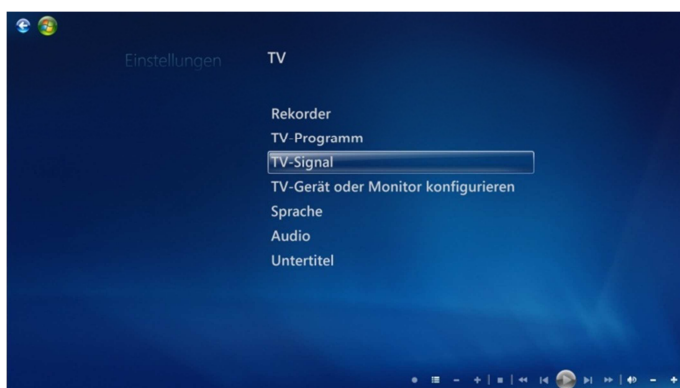 Einstellungen
TV
Rekorder
TV-Programm
TV-Signal
TV-Gerät oder Monitor konfigurieren
Sprache
Audio
Untertitel